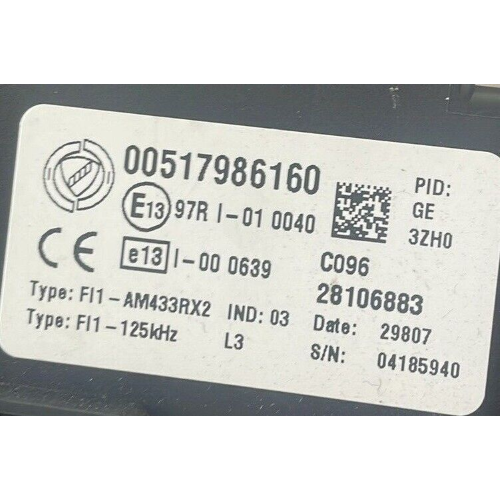 00517986160
PID:
GE
3ZH0
E13 97R I-01 0040
CE e13 I-00 0639
C096
28106883
Type: FI1-AM433RX2 IND: 03 Date: 29807
Type: FI1-125kHz L3 S/N: 04185940